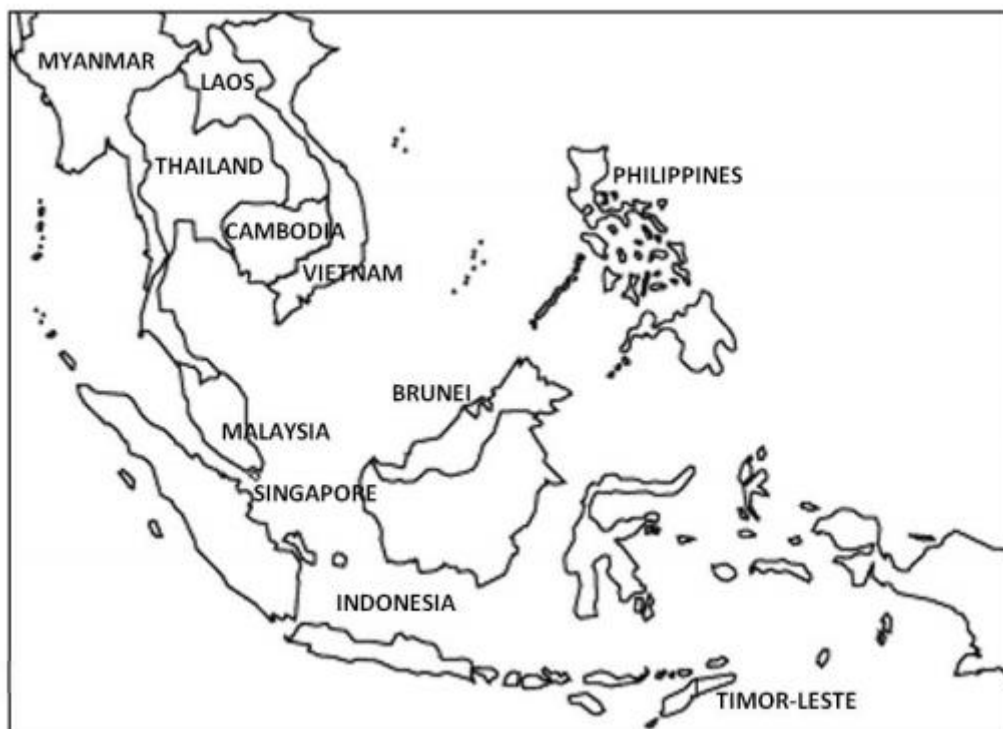 MYANMAR
LAOS
THAILAND
PHILIPPINES
CAMBODIA
VIETNAM
BRUNEI
MALAYSIA
SINGAPORE
INDONESIA
TIMOR-LESTE